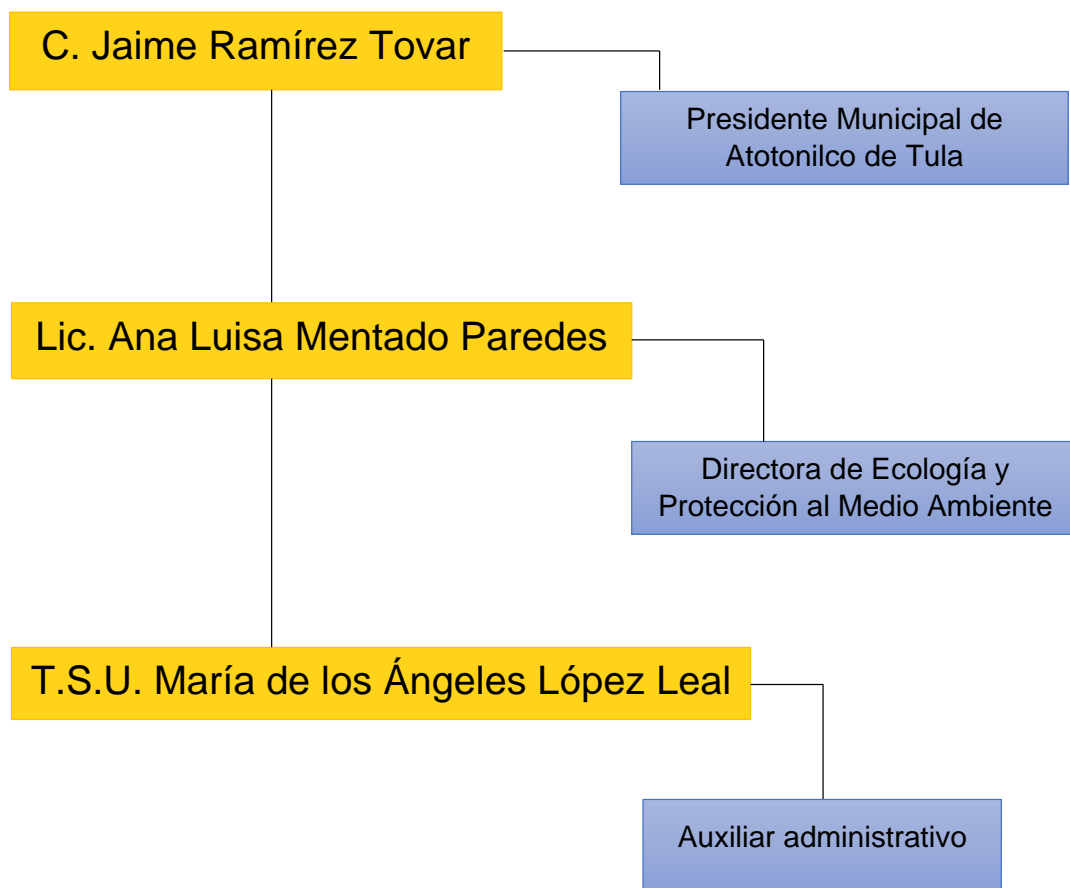 C. Jaime Ramírez Tovar
Presidente Municipal de
Atotonilco de Tula
Lic. Ana Luisa Mentado Paredes
Directora de Ecología y
Protección al Medio Ambiente
T.S.U. María de los Ángeles López Leal
Auxiliar administrativo